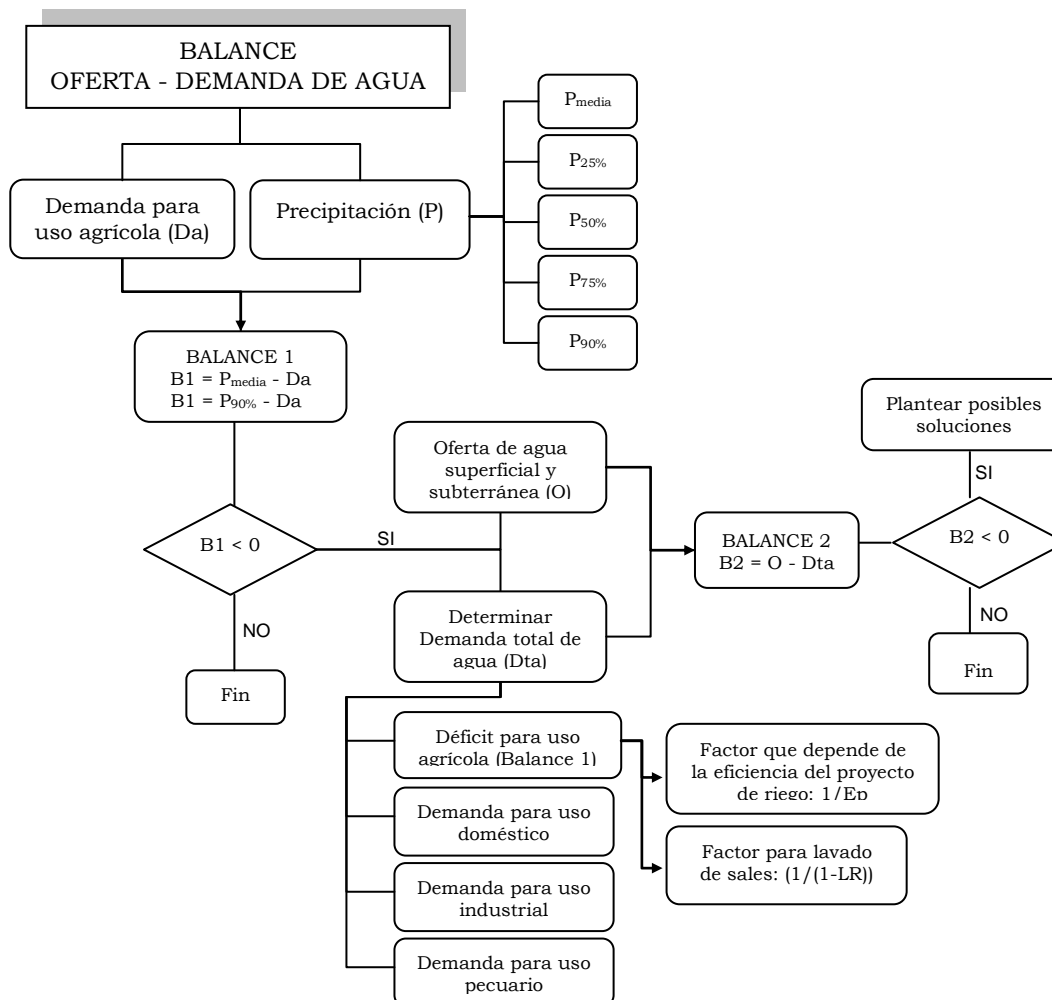 BALANCE
OFERTA - DEMANDA DE AGUA
Pmedia
P25%
P50%
P75%
P90%
Demanda para
uso agrícola (Da)
Precipitación (P)
BALANCE 1
B1 = Pmedia - Da
B1 = P90% - Da
Plantear posibles
soluciones
Oferta de agua
superficial y
subterránea (O)
SI
B1 < 0
SI
BALANCE 2
B2 = O - Dta
B2 < 0
NO
Determinar
Demanda total de
agua (Dta)
NO
Fin
Fin
Déficit para uso
agrícola (Balance 1)
Factor que depende de
la eficiencia del proyecto
de riego: 1/Ep
Demanda para uso
doméstico
Factor para lavado
de sales: (1/(1-LR))
Demanda para uso
industrial
Demanda para uso
pecuario